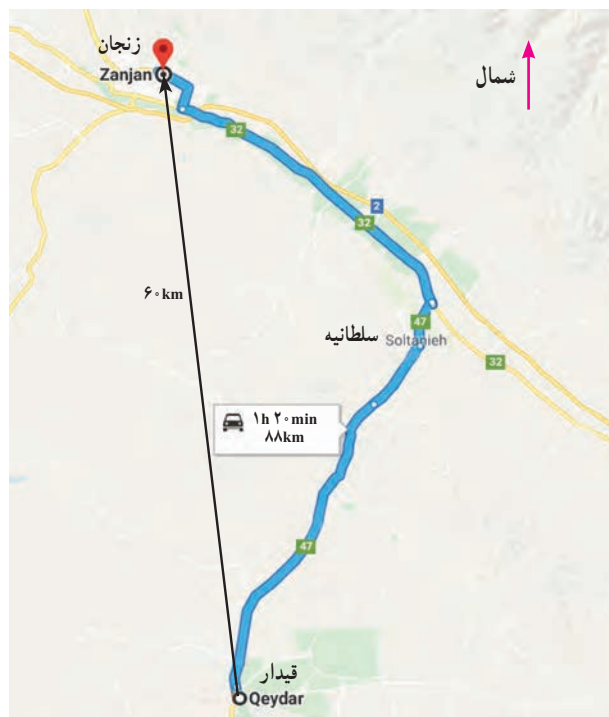 زنجان
Zanjan
شمال
32
2
32
۶۰km
47
سلطانیه
Soltanieh
32
۱h ۲۰min
۸۸km
47
قیدار
Qeydar